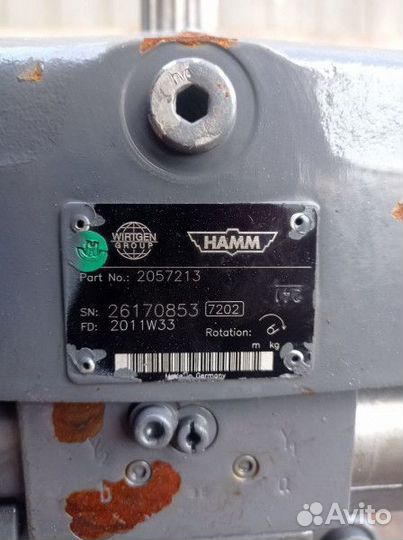 WIRTGEN
GROUP
HAMM
Part No.: 2057213
SN: 26170853 7202
FD: 2011W33
Rotation:
m kg
Made in Germany
b a
Avito